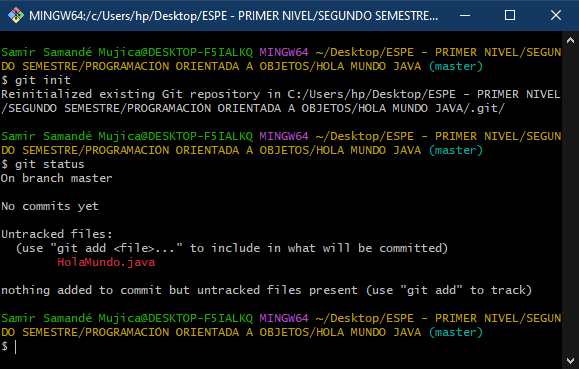 MINGW64:/c/Users/hp/Desktop/ESPE - PRIMER NIVEL/SEGUNDO SEMESTRE...
Samir Samandé Mujica@DESKTOP-F5IALKQ MINGW64 ~/Desktop/ESPE - PRIMER NIVEL/SEGUN
DO SEMESTRE/PROGRAMACIÓN ORIENTADA A OBJETOS/HOLA MUNDO JAVA (master)
$ git init
Reinitialized existing Git repository in C:/Users/hp/Desktop/ESPE - PRIMER NIVEL
/SEGUNDO SEMESTRE/PROGRAMACIÓN ORIENTADA A OBJETOS/HOLA MUNDO JAVA/.git/
Samir Samandé Mujica@DESKTOP-F5IALKQ MINGW64 ~/Desktop/ESPE - PRIMER NIVEL/SEGUN
DO SEMESTRE/PROGRAMACIÓN ORIENTADA A OBJETOS/HOLA MUNDO JAVA (master)
$ git status
On branch master
No commits yet
Untracked files:
(use "git add <file>..." to include in what will be committed)
HolaMundo.java
nothing added to commit but untracked files present (use "git add" to track)
Samir Samandé Mujica@DESKTOP-F5IALKQ MINGW64 ~/Desktop/ESPE - PRIMER NIVEL/SEGUN
DO SEMESTRE/PROGRAMACIÓN ORIENTADA A OBJETOS/HOLA MUNDO JAVA (master)
$